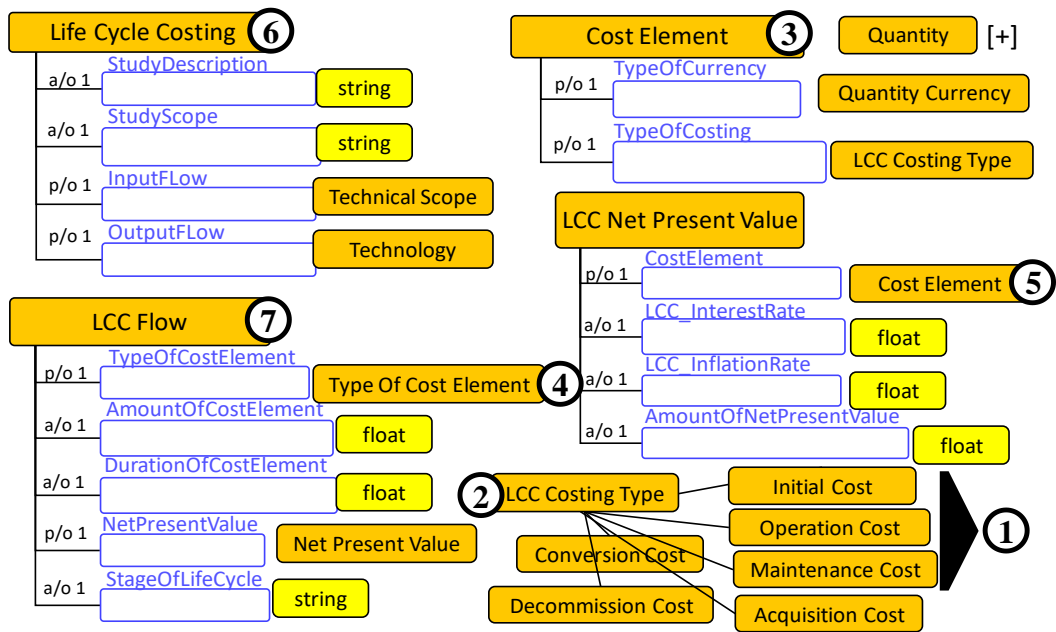 Life Cycle Costing
6
StudyDescription
a/o 1
string
StudyScope
a/o 1
string
InputFLow
p/o 1
Technical Scope
OutputFLow
p/o 1
Technology
Cost Element
3
Quantity
[+]
TypeOfCurrency
p/o 1
Quantity Currency
TypeOfCosting
p/o 1
LCC Costing Type
LCC Net Present Value
CostElement
p/o 1
Cost Element
5
LCC_InterestRate
a/o 1
float
LCC_InflationRate
a/o 1
float
AmountOfNetPresentValue
a/o 1
float
LCC Flow
7
TypeOfCostElement
p/o 1
Type Of Cost Element
4
AmountOfCostElement
a/o 1
float
DurationOfCostElement
a/o 1
float
NetPresentValue
p/o 1
Net Present Value
StageOfLifeCycle
a/o 1
string
2
LCC Costing Type
Initial Cost
Operation Cost
Conversion Cost
Maintenance Cost
Decommission Cost
Acquisition Cost
1